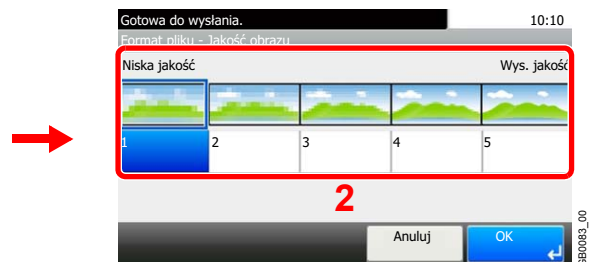 Gotowa do wysłania. 10:10
Format pliku - Jakość obrazu
Niska jakość Wys. jakość
1 2 3 4 5
2
Anuluj OK
GB0083_00